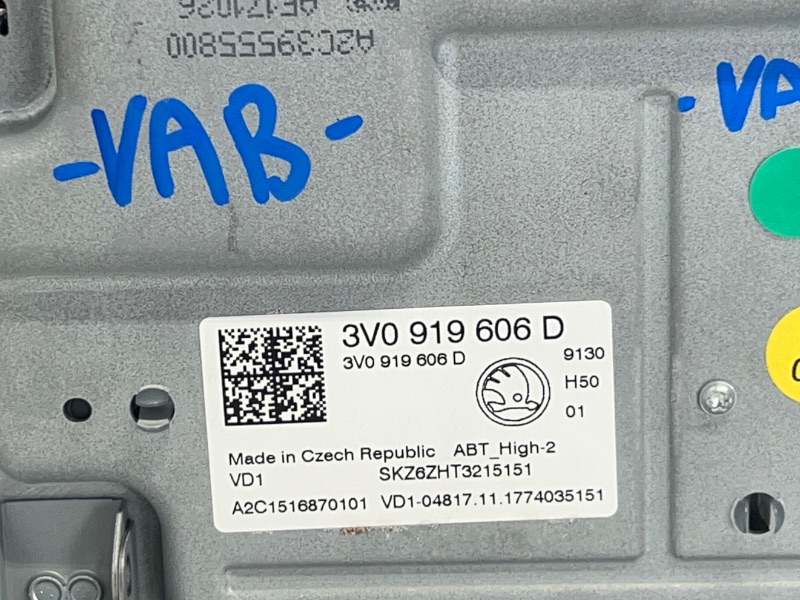 A2C39555800
-VAB-
-VA
3V0 919 606 D
3V0 919 606 D
9130
H50
01
Made in Czech Republic ABT_High-2
VD1 SKZ6ZHT3215151
A2C1516870101 VD1-04817.11.1774035151